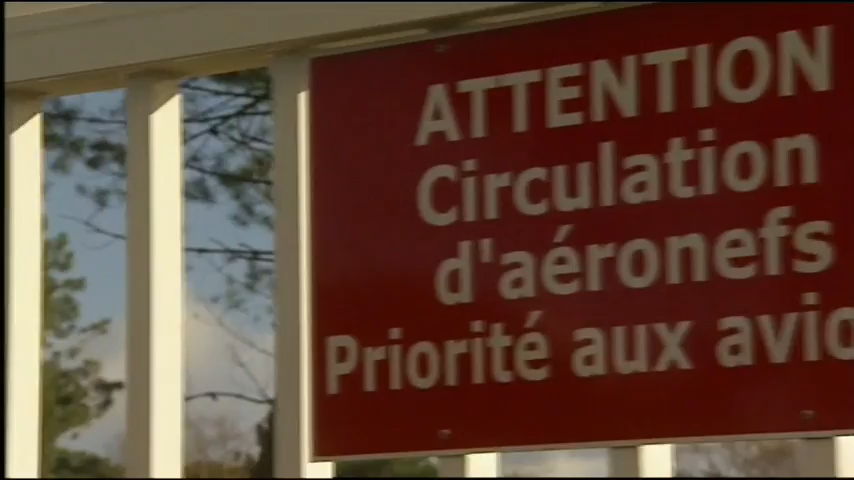 ATTENTION
Circulation
d'aéronefs
Priorité aux avio